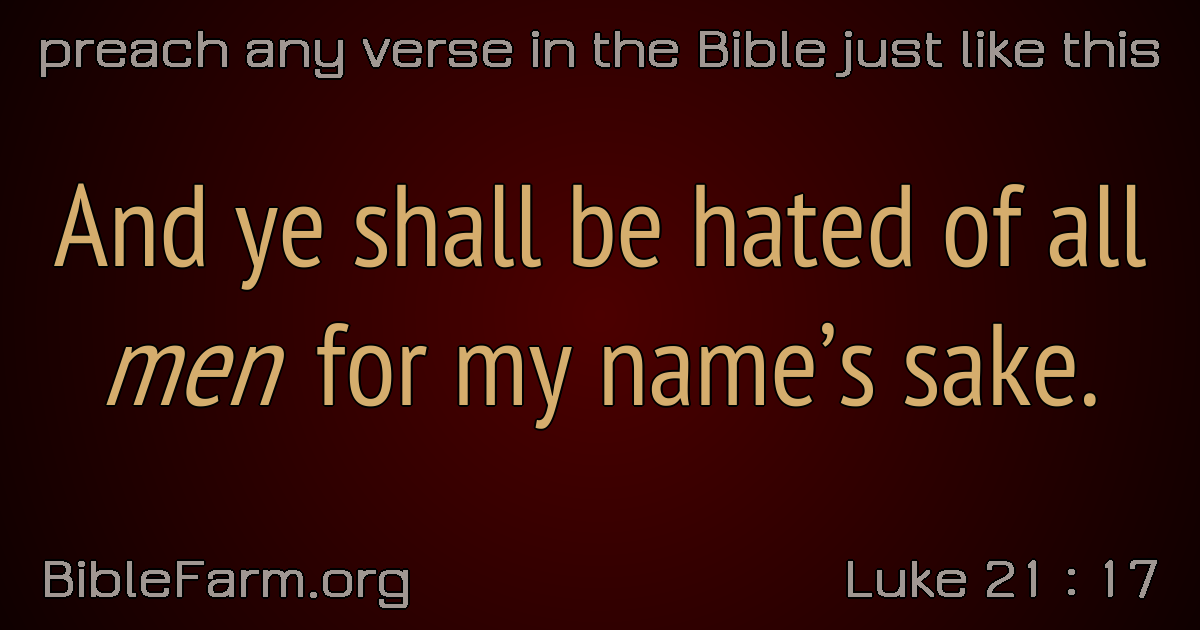 preach any verse in the Bible just like this
And ye shall be hated of all
men for my name’s sake.
BibleFarm.org
Luke 21 : 17